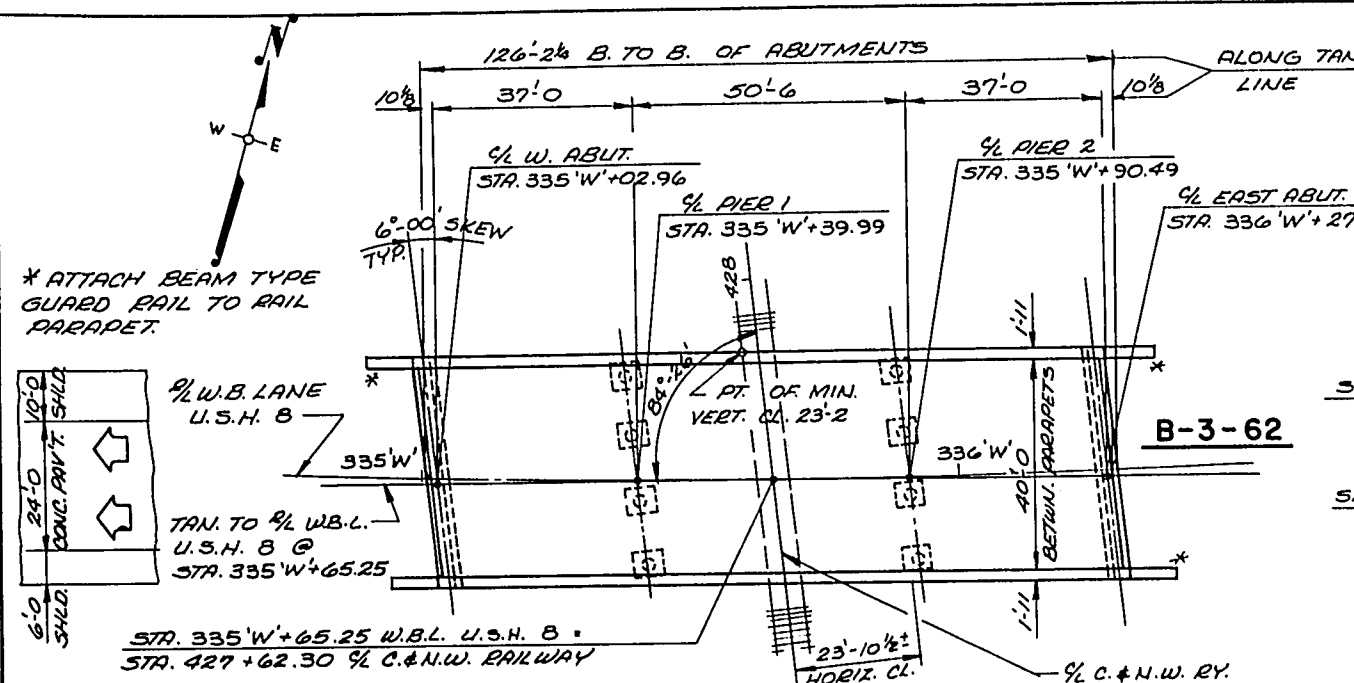 N
W
E
126'-2¼ B. TO B. OF ABUTMENTS
ALONG TAN
LINE
10⅛
37'-0
50'-6
37'-0
10⅛
℄ W. ABUT.
STA. 335 'W'+02.96
℄ PIER 2
STA. 335 'W'+90.49
℄ PIER 1
STA. 335 'W'+39.99
℄ EAST ABUT.
STA. 336 'W'+27
6°-00' SKEW
TYP.
* ATTACH BEAM TYPE
GUARD RAIL TO RAIL
PARAPET.
428
1'-11
*
*
84°-26'
PT. OF MIN.
VERT. CL. 23'-2
10'-0
SHLD.
24'-0
CONC. PAV'T.
6'-0
SHLD.
R/L W.B. LANE
U.S.H. 8
B-3-62
335'W'
336'W'
40'-0
BETWN. PARAPETS
TAN. TO R/L W.B.L.
U.S.H. 8 @
STA. 335'W'+65.25
*
1'-11
STA. 335'W'+65.25 W.B.L. U.S.H. 8 =
STA. 427+62.30 ℄ C.&N.W. RAILWAY
23'-10½±
HORIZ. CL.
℄ C.&N.W. RY.